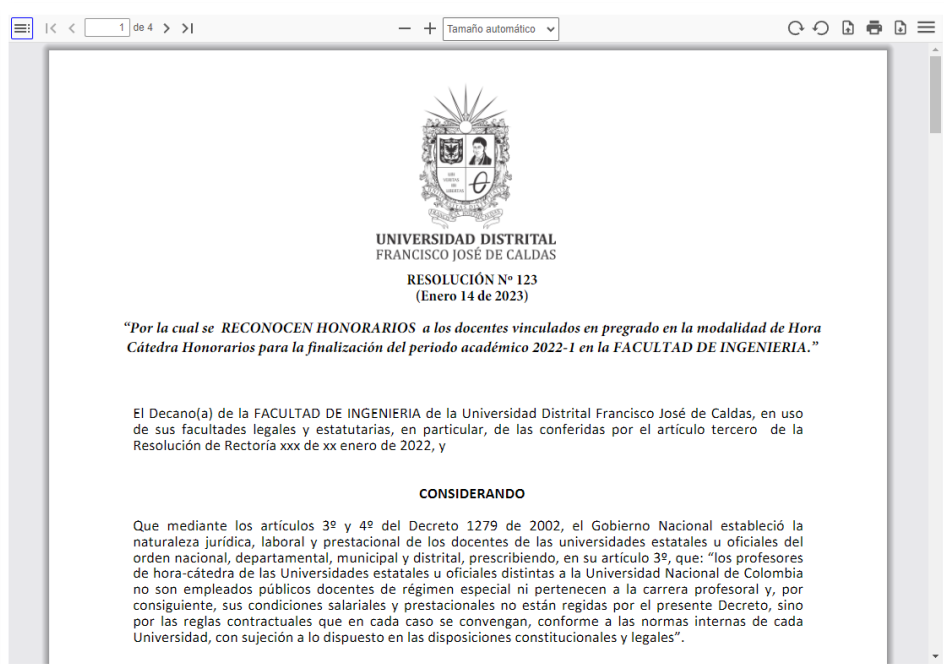 1 de 4
Tamaño automático
UNIVERSIDAD DISTRITAL
FRANCISCO JOSÉ DE CALDAS
RESOLUCIÓN Nº 123
(Enero 14 de 2023)
“Por la cual se RECONOCEN HONORARIOS a los docentes vinculados en pregrado en la modalidad de Hora
Cátedra Honorarios para la finalización del periodo académico 2022-1 en la FACULTAD DE INGENIERIA.”
El Decano(a) de la FACULTAD DE INGENIERIA de la Universidad Distrital Francisco José de Caldas, en uso
de sus facultades legales y estatutarias, en particular, de las conferidas por el artículo tercero de la
Resolución de Rectoría xxx de xx enero de 2022, y
CONSIDERANDO
Que mediante los artículos 3º y 4º del Decreto 1279 de 2002, el Gobierno Nacional estableció la
naturaleza jurídica, laboral y prestacional de los docentes de las universidades estatales u oficiales del
orden nacional, departamental, municipal y distrital, prescribiendo, en su artículo 3º, que: “los profesores
de hora-cátedra de las Universidades estatales u oficiales distintas a la Universidad Nacional de Colombia
no son empleados públicos docentes de régimen especial ni pertenecen a la carrera profesoral y, por
consiguiente, sus condiciones salariales y prestacionales no están regidas por el presente Decreto, sino
por las reglas contractuales que en cada caso se convengan, conforme a las normas internas de cada
Universidad, con sujeción a lo dispuesto en las disposiciones constitucionales y legales”.